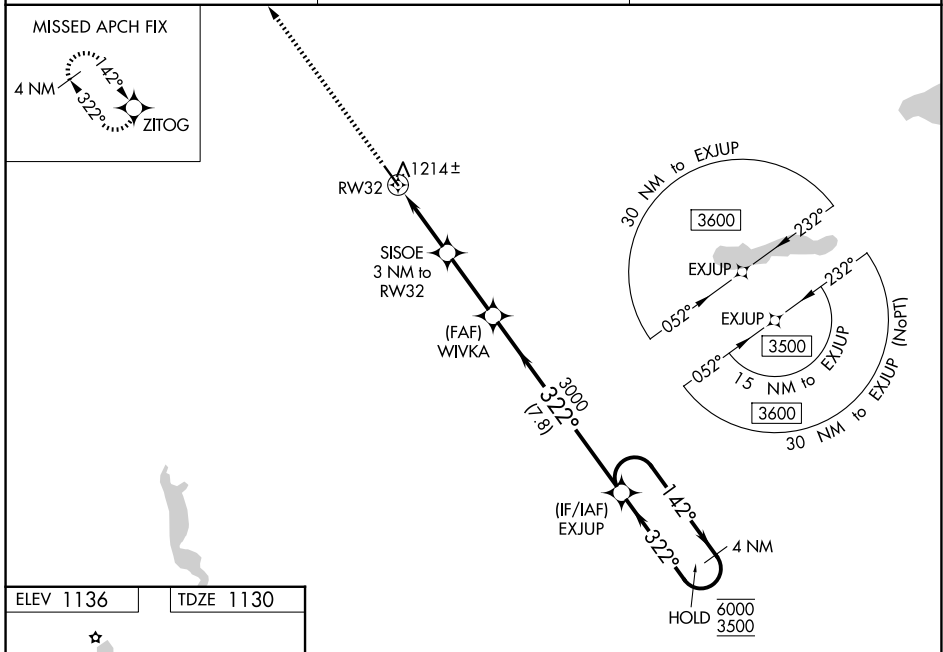 MISSED APCH FIX
4 NM
142°
322°
ZITOG
1214±
RW32
SISOE
3 NM to
RW32
(FAF)
WIVKA
3000
322°
(7.8)
(IF/IAF)
EXJUP
142°
322°
4 NM
HOLD
6000
3500
30 NM to EXJUP
3600
232°
EXJUP
052°
232°
EXJUP
3500
052°
15 NM to EXJUP
3600
30 NM to EXJUP (NoPT)
ELEV 1136
TDZE 1130